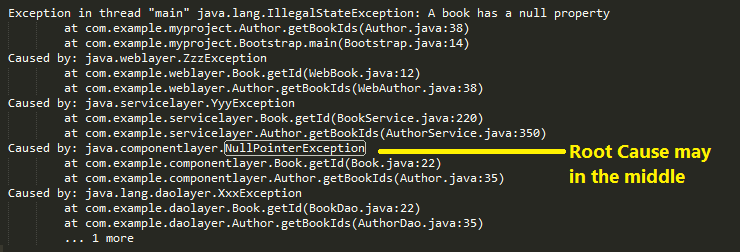 Exception in thread "main" java.lang.IllegalStateException: A book has a null property
at com.example.myproject.Author.getBookIds(Author.java:38)
at com.example.myproject.Bootstrap.main(Bootstrap.java:14)
Caused by: java.weblayer.ZzzException
at com.example.weblayer.Book.getId(WebBook.java:12)
at com.example.weblayer.Author.getBookIds(WebAuthor.java:38)
Caused by: java.servicelayer.YyyException
at com.example.servicelayer.Book.getId(BookService.java:220)
at com.example.servicelayer.Author.getBookIds(AuthorService.java:350)
Caused by: java.componentlayer.NullPointerException
at com.example.componentlayer.Book.getId(Book.java:22)
at com.example.componentlayer.Author.getBookIds(Author.java:35)
Caused by: java.lang.daolayer.XxxException
at com.example.daolayer.Book.getId(BookDao.java:22)
at com.example.daolayer.Author.getBookIds(AuthorDao.java:35)
... 1 more
Root Cause may
in the middle